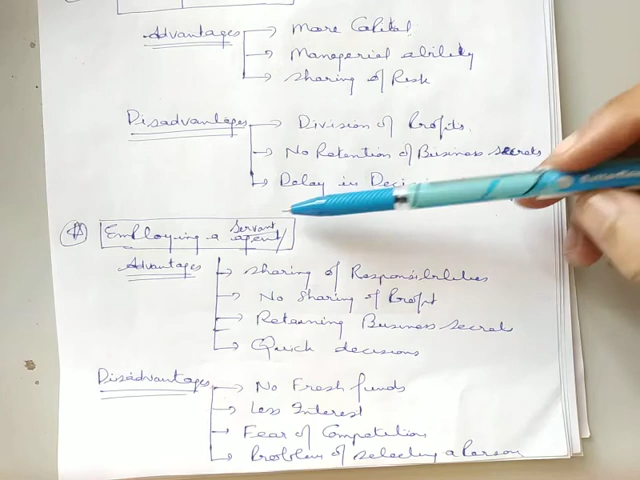 Advantages → More Capital
→ Managerial ability
→ Sharing of Risk
Disadvantages → Division of Profits
→ No Retention of Business secrets
→ Delay in
Employing a servant
agent/
Advantages → Sharing of Responsibilities
→ No Sharing of Profit
→ Retaining Business secret
→ Quick decisions
Disadvantages → No Fresh funds
→ Less Interest
→ Fear of Competition
→ Problem of selecting a Person